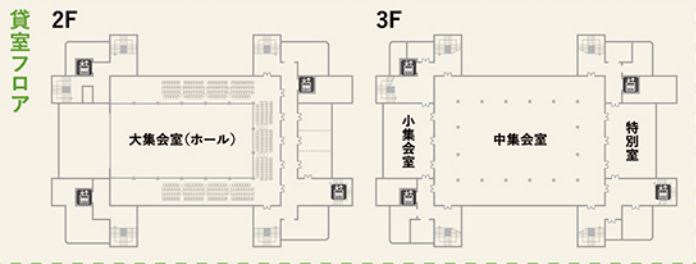 貸室フロア
2F
大集会室(ホール)
3F
小集会室
中集会室
特別室